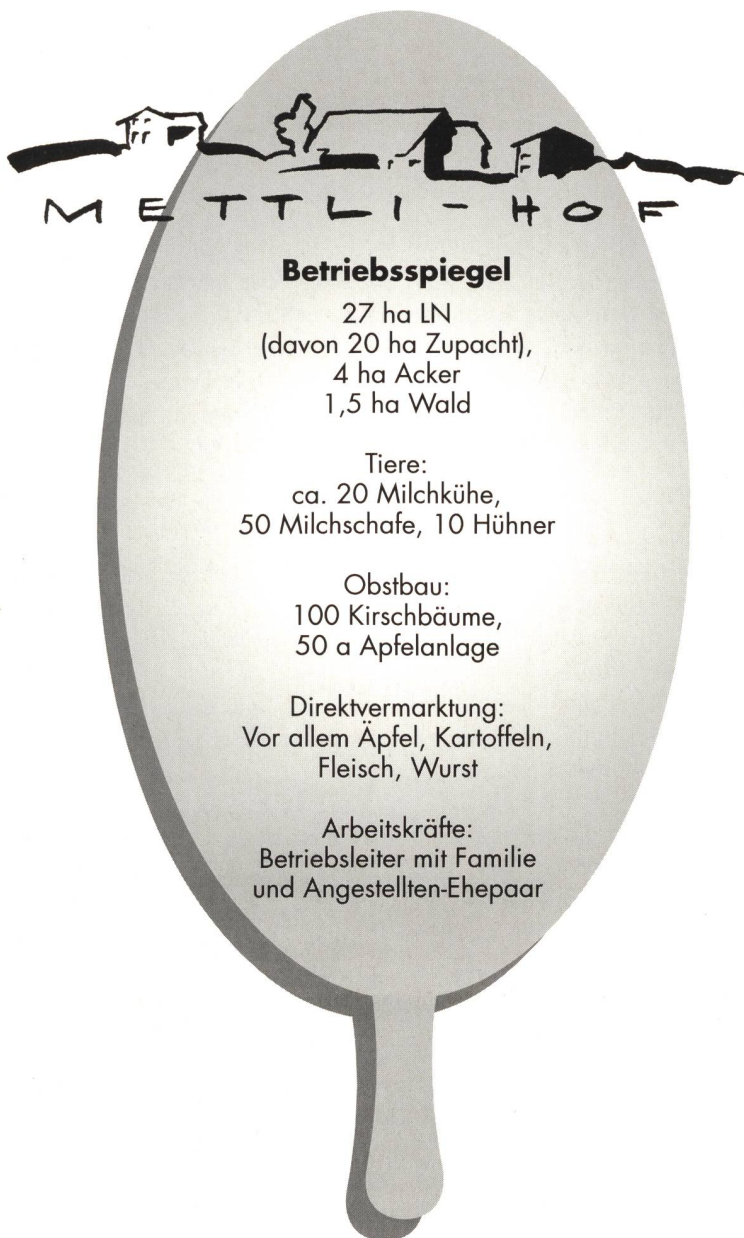 METTLI-HOF
Betriebsspiegel
27 ha LN
(davon 20 ha Zupacht),
4 ha Acker
1,5 ha Wald
Tiere:
ca. 20 Milchkühe,
50 Milchschafe, 10 Hühner
Obstbau:
100 Kirschbäume,
50 a Apfelanlage
Direktvermarktung:
Vor allem Äpfel, Kartoffeln,
Fleisch, Wurst
Arbeitskräfte:
Betriebsleiter mit Familie
und Angestellten-Ehepaar